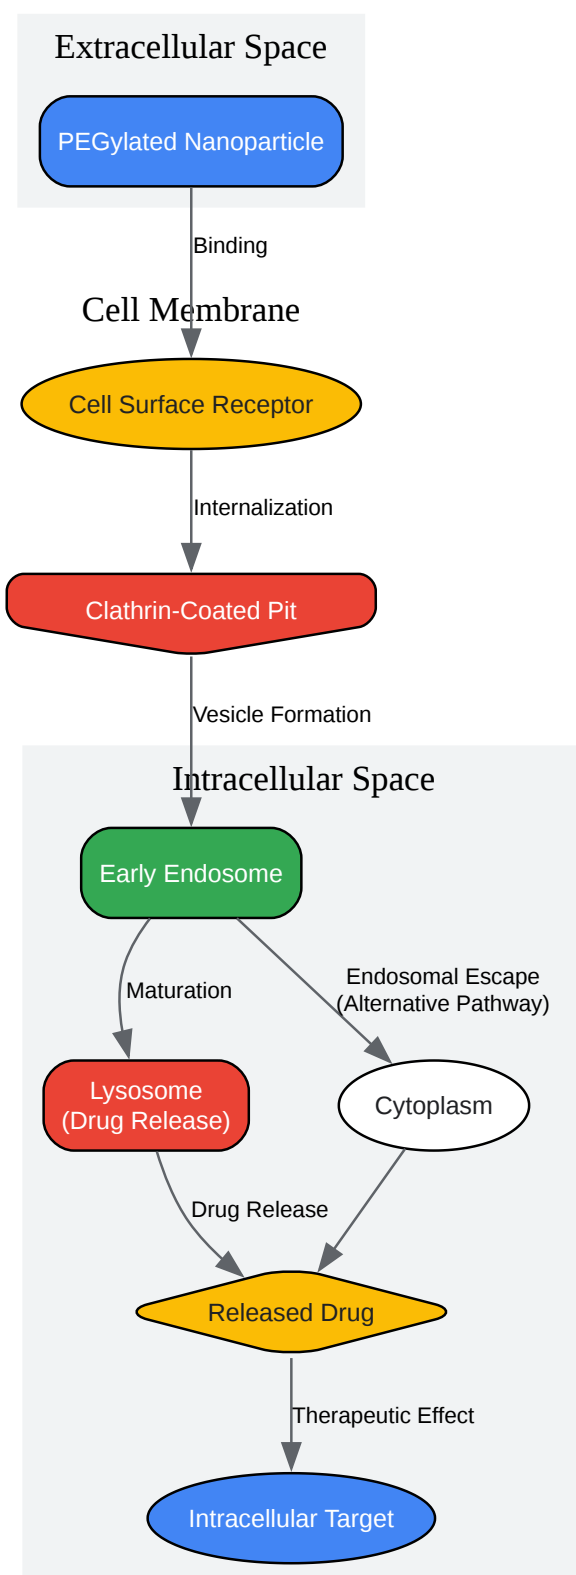 Extracellular Space
PEGylated Nanoparticle
Binding
Cell Membrane
Cell Surface Receptor
Internalization
Clathrin-Coated Pit
Vesicle Formation
Intracellular Space
Early Endosome
Maturation
Endosomal Escape
(Alternative Pathway)
Lysosome
(Drug Release)
Cytoplasm
Drug Release
Released Drug
Therapeutic Effect
Intracellular Target